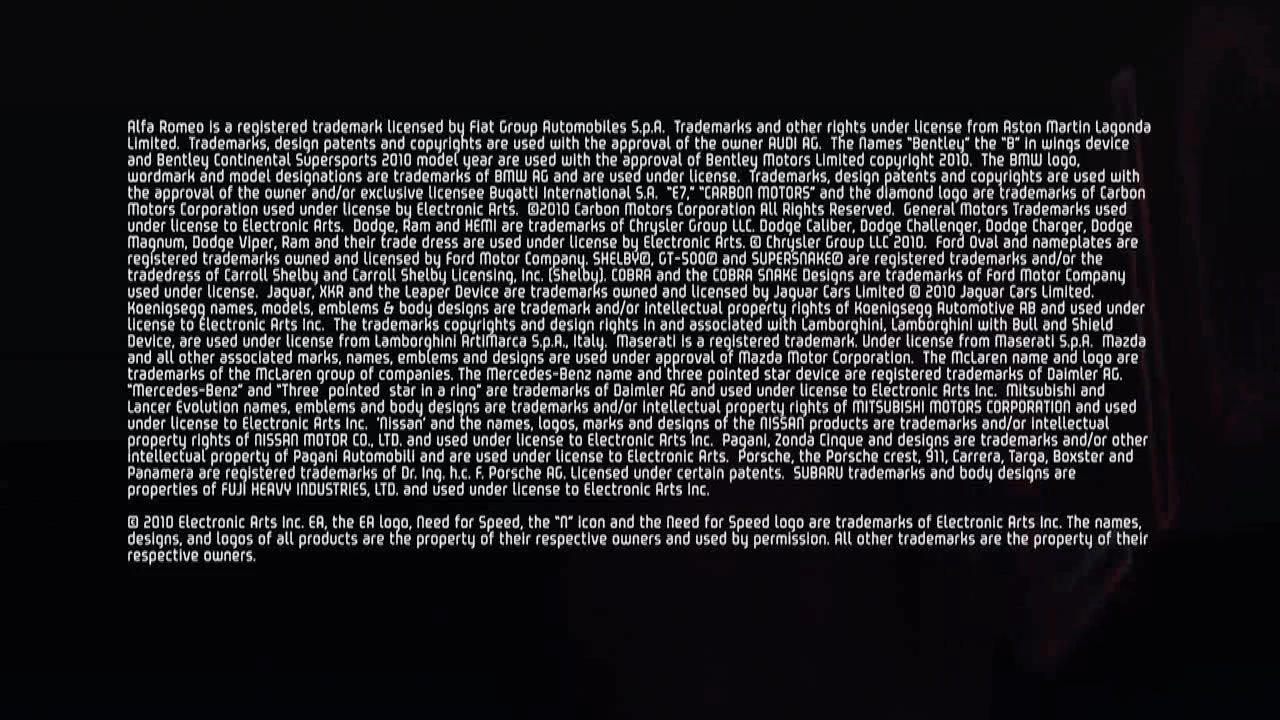 Alfa Romeo is a registered trademark licensed by Fiat Group Automobiles S.p.A.  Trademarks and other rights under license from Aston Martin Lagonda
Limited.  Trademarks, design patents and copyrights are used with the approval of the owner AUDI AG.  The Names "Bentley" the "B" in wings device
and Bentley Continental Supersports 2010 model year are used with the approval of Bentley Motors Limited copyright 2010.  The BMW logo,
wordmark and model designations are trademarks of BMW AG and are used under license.  Trademarks, design patents and copyrights are used with
the approval of the owner and/or exclusive licensee Bugatti International S.A.  "E7," "CARBON MOTORS" and the diamond logo are trademarks of Carbon
Motors Corporation used under license by Electronic Arts.  ©2010 Carbon Motors Corporation All Rights Reserved.  General Motors Trademarks used
under license to Electronic Arts.  Dodge, Ram and HEMI are trademarks of Chrysler Group LLC. Dodge Caliber, Dodge Challenger, Dodge Charger, Dodge
Magnum, Dodge Viper, Ram and their trade dress are used under license by Electronic Arts. © Chrysler Group LLC 2010.  Ford Oval and nameplates are
registered trademarks owned and licensed by Ford Motor Company. SHELBY®, GT-500® and SUPERSNAKE® are registered trademarks and/or the
tradedress of Carroll Shelby and Carroll Shelby Licensing, Inc. (Shelby). COBRA and the COBRA SNAKE Designs are trademarks of Ford Motor Company
used under license.  Jaguar, XKR and the Leaper Device are trademarks owned and licensed by Jaguar Cars Limited © 2010 Jaguar Cars Limited.
Koenigsegg names, models, emblems & body designs are trademark and/or intellectual property rights of Koenigsegg Automotive AB and used under
license to Electronic Arts Inc.  The trademarks copyrights and design rights in and associated with Lamborghini, Lamborghini with Bull and Shield
Device, are used under license from Lamborghini ArtiMarca S.p.A., Italy.  Maserati is a registered trademark. Under license from Maserati S.p.A.  Mazda
and all other associated marks, names, emblems and designs are used under approval of Mazda Motor Corporation.  The McLaren name and logo are
trademarks of the McLaren group of companies. The Mercedes-Benz name and three pointed star device are registered trademarks of Daimler AG.
"Mercedes-Benz" and "Three  pointed  star in a ring" are trademarks of Daimler AG and used under license to Electronic Arts Inc.  Mitsubishi and
Lancer Evolution names, emblems and body designs are trademarks and/or intellectual property rights of MITSUBISHI MOTORS CORPORATION and used
under license to Electronic Arts Inc.  'Nissan' and the names, logos, marks and designs of the NISSAN products are trademarks and/or intellectual
property rights of NISSAN MOTOR CO., LTD. and used under license to Electronic Arts Inc.  Pagani, Zonda Cinque and designs are trademarks and/or other
intellectual property of Pagani Automobili and are used under license to Electronic Arts.  Porsche, the Porsche crest, 911, Carrera, Targa, Boxster and
Panamera are registered trademarks of Dr. Ing. h.c. F. Porsche AG. Licensed under certain patents.  SUBARU trademarks and body designs are
properties of FUJI HEAVY INDUSTRIES, LTD. and used under license to Electronic Arts Inc.
© 2010 Electronic Arts Inc. EA, the EA logo, Need for Speed, the "N" icon and the Need for Speed logo are trademarks of Electronic Arts Inc. The names,
designs, and logos of all products are the property of their respective owners and used by permission. All other trademarks are the property of their
respective owners.